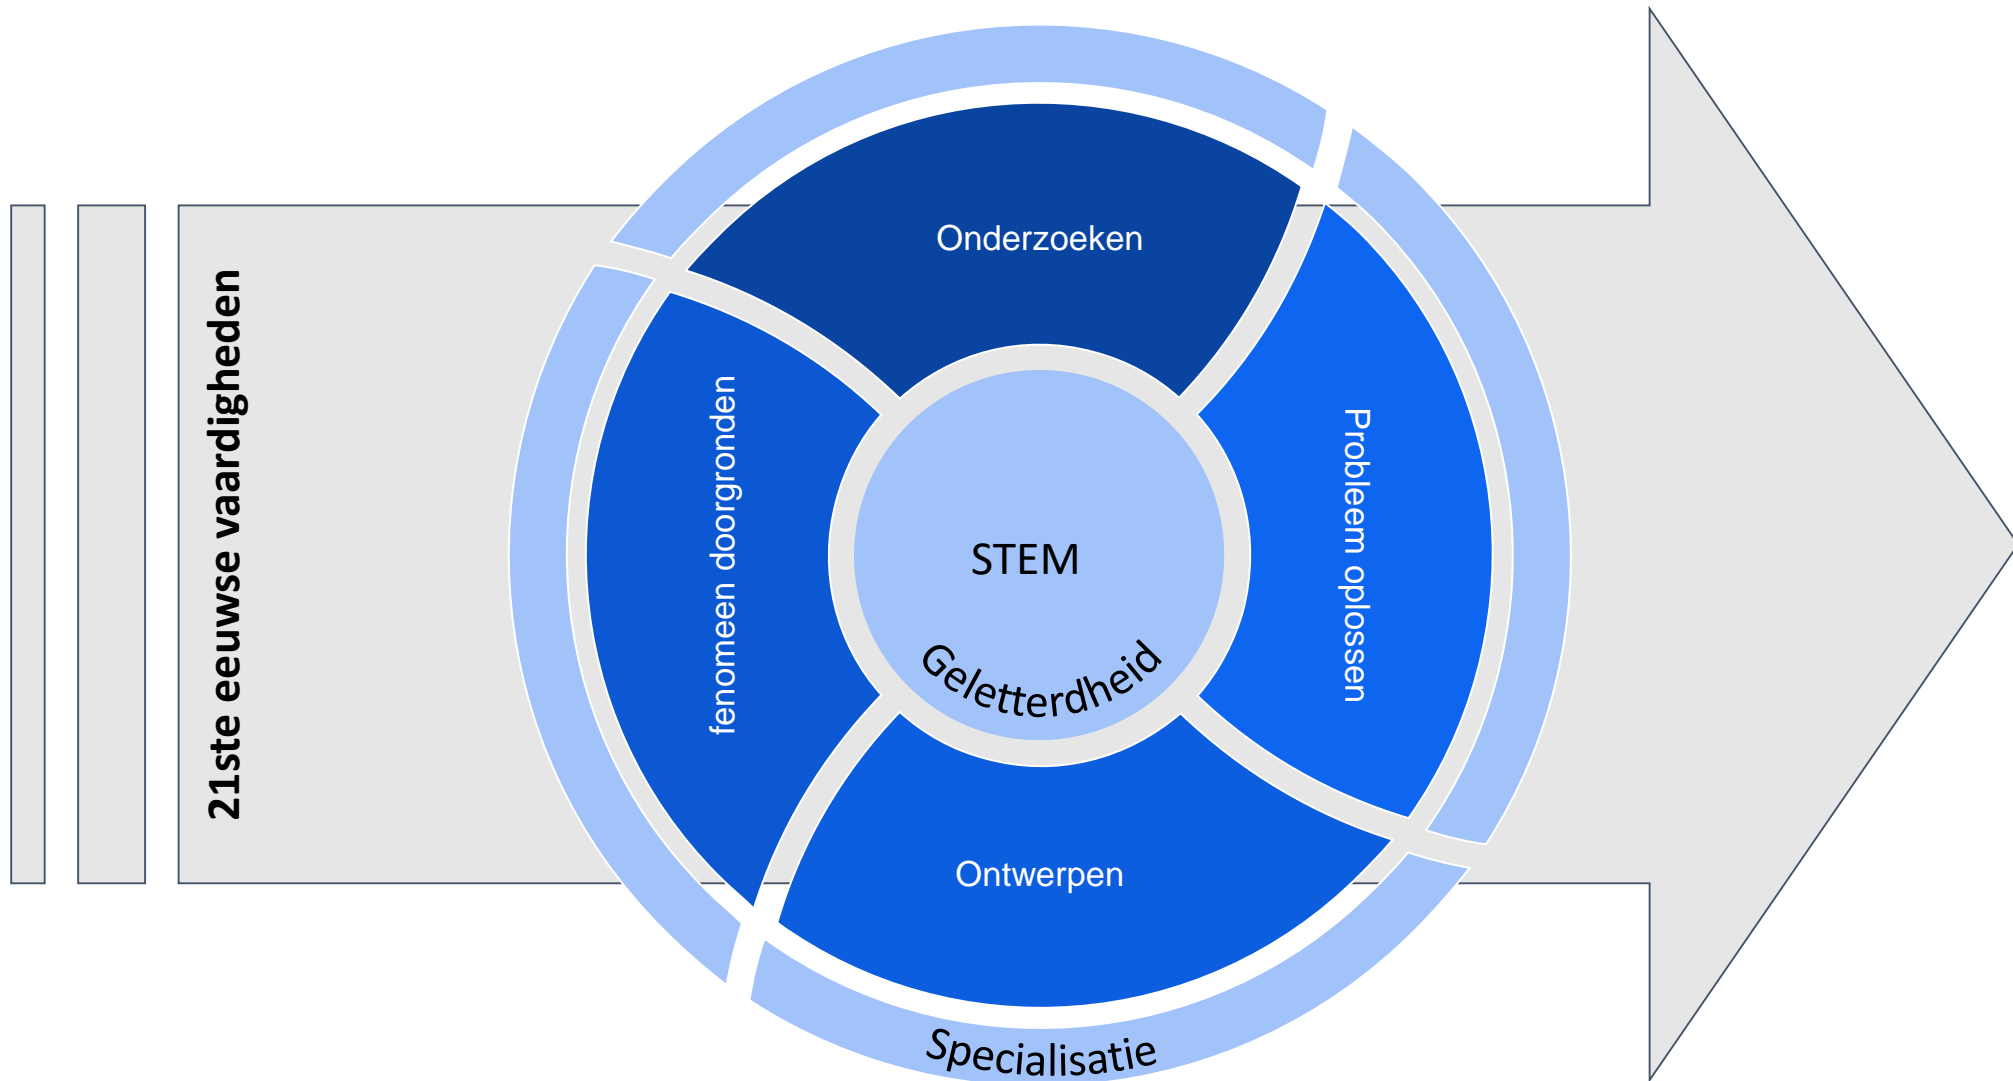 21ste eeuwse vaardigheden
Onderzoeken
fenomeen doorgronden
Probleem oplossen
STEM
Geletterdheid
Ontwerpen
Specialisatie